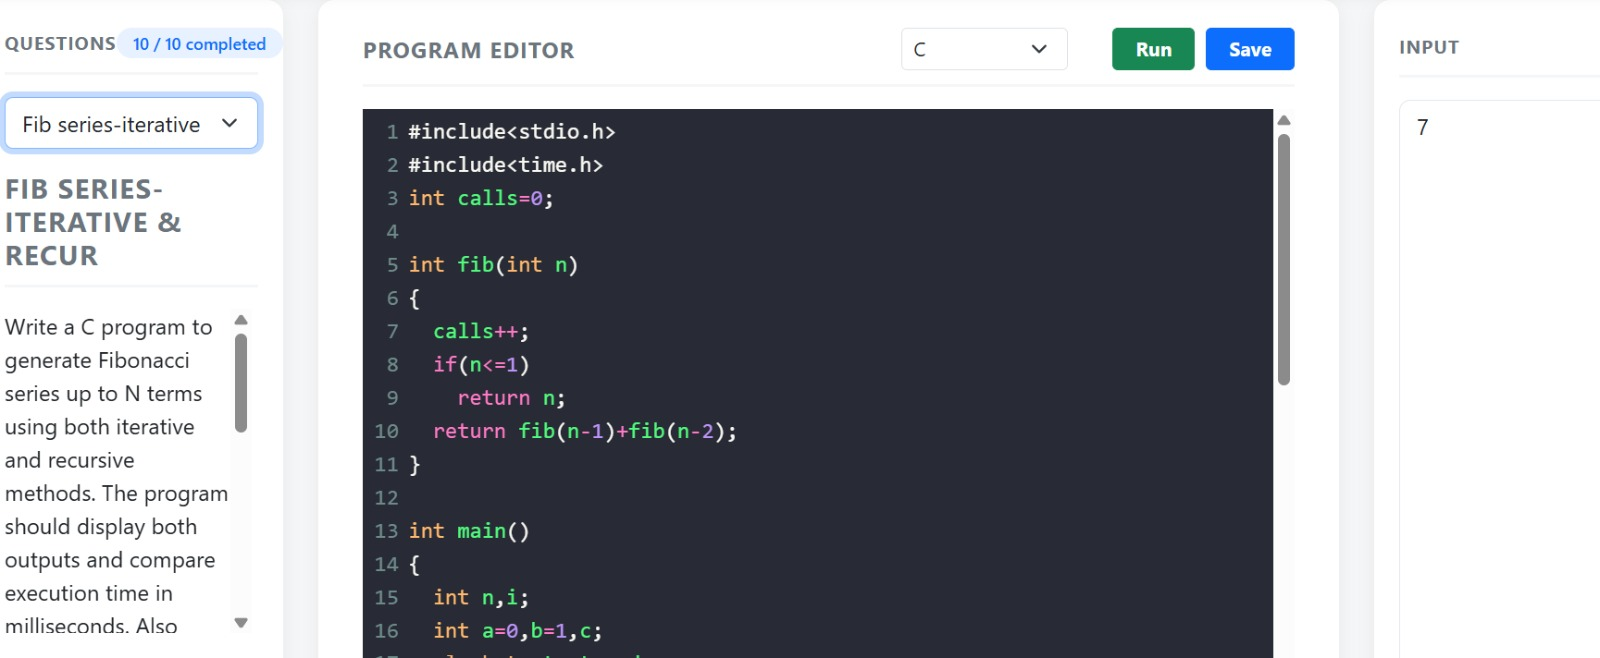 QUESTIONS 10 / 10 completed
Fib series-iterative
FIB SERIES-
ITERATIVE &
RECUR
Write a C program to
generate Fibonacci
series up to N terms
using both iterative
and recursive
methods. The program
should display both
outputs and compare
execution time in
milliseconds. Also
PROGRAM EDITOR
C
Run
Save
1 #include<stdio.h>
2 #include<time.h>
3 int calls=0;
4
5 int fib(int n)
6 {
7 calls++;
8 if(n<=1)
9 return n;
10 return fib(n-1)+fib(n-2);
11 }
12
13 int main()
14 {
15 int n,i;
16 int a=0,b=1,c;
INPUT
7